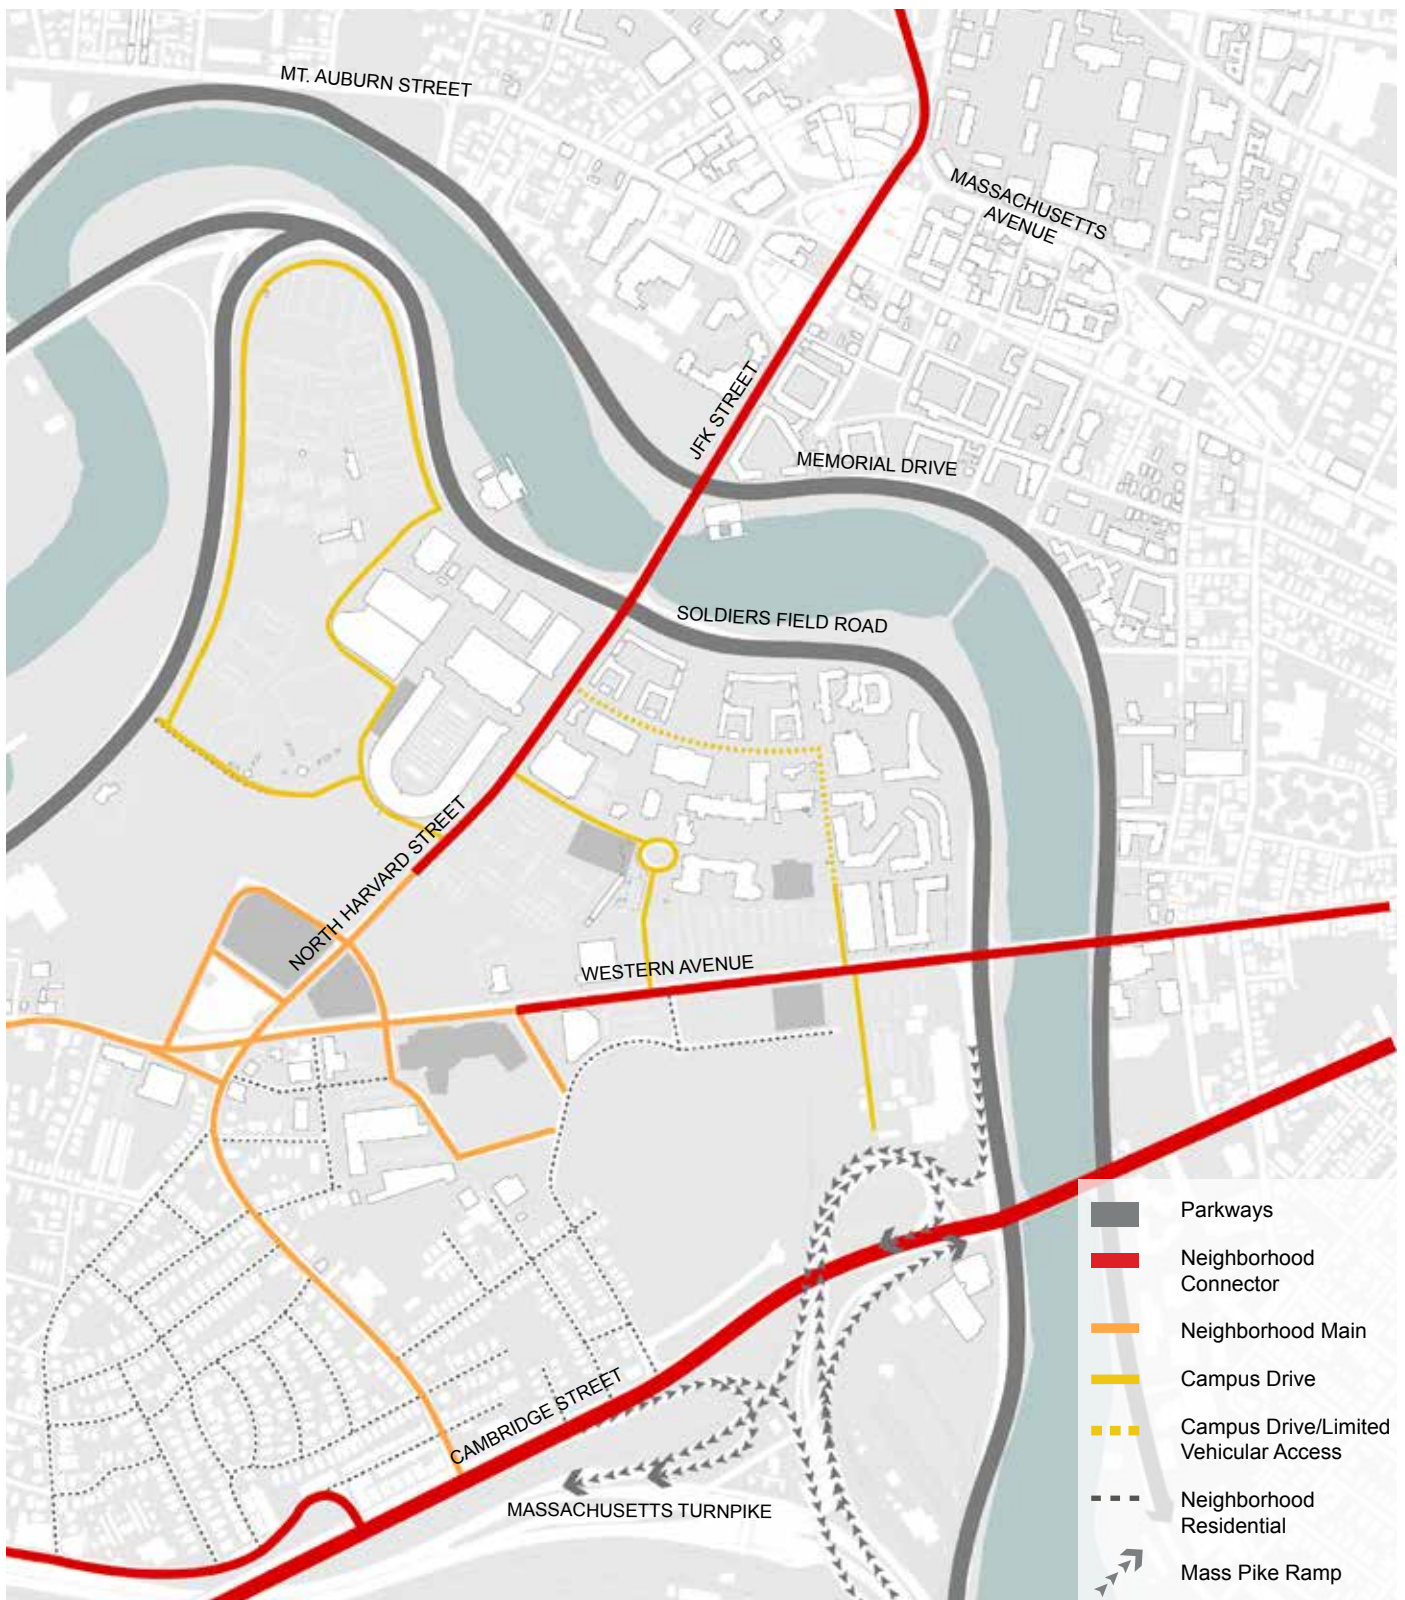 MT. AUBURN STREET
MASSACHUSETTS
AVENUE
JFK STREET
MEMORIAL DRIVE
SOLDIERS FIELD ROAD
NORTH HARVARD STREET
WESTERN AVENUE
CAMBRIDGE STREET
MASSACHUSETTS TURNPIKE
Parkways
Neighborhood
Connector
Neighborhood Main
Campus Drive
Campus Drive/Limited
Vehicular Access
Neighborhood
Residential
Mass Pike Ramp